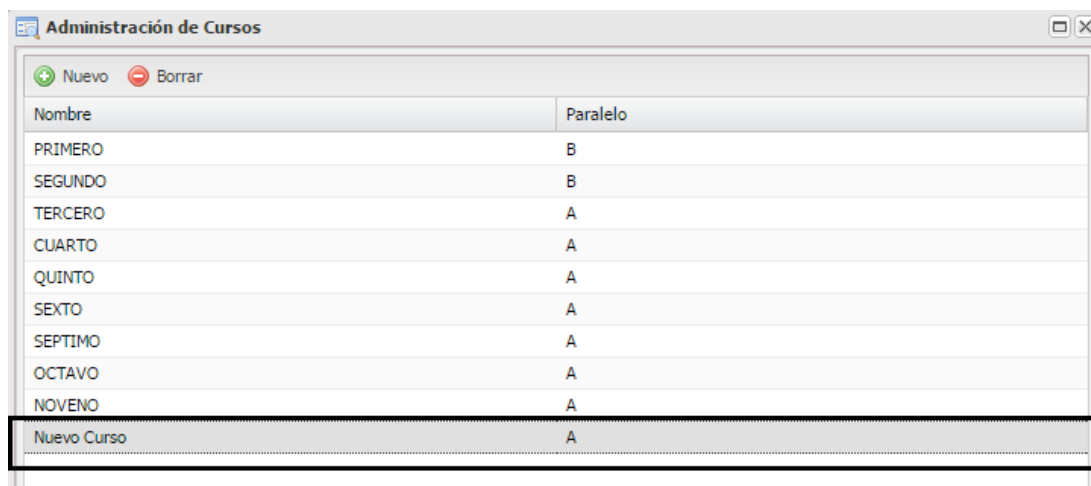 Administración de Cursos
Nuevo Borrar
Nombre Paralelo
PRIMERO B
SEGUNDO B
TERCERO A
CUARTO A
QUINTO A
SEXTO A
SEPTIMO A
OCTAVO A
NOVENO A
Nuevo Curso A